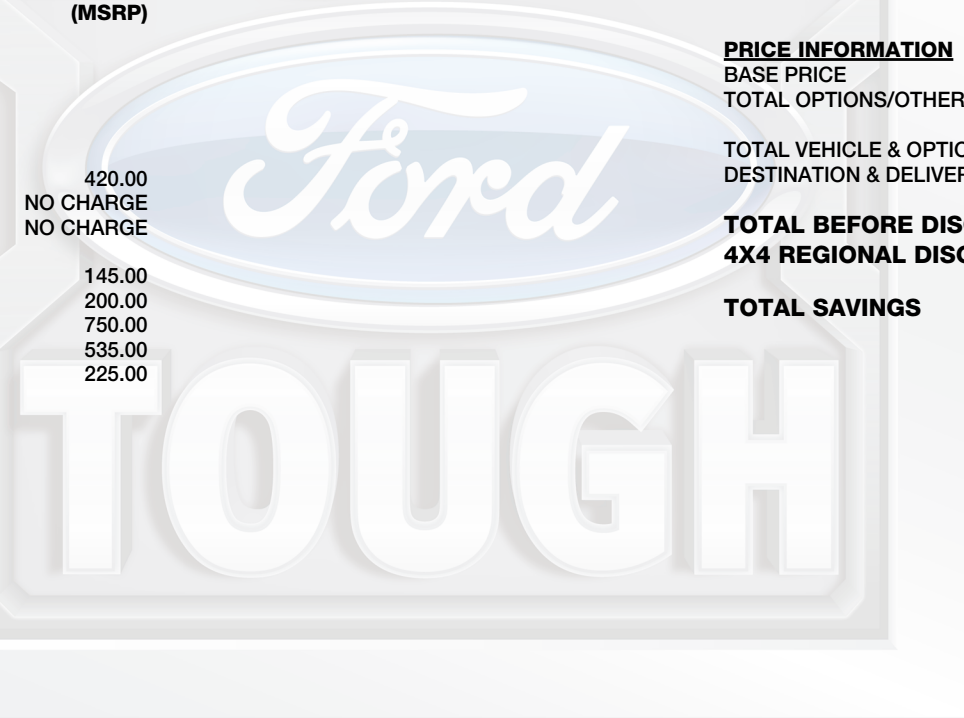 (MSRP)
420.00
NO CHARGE
NO CHARGE
145.00
200.00
750.00
535.00
225.00
PRICE INFORMATION
BASE PRICE
TOTAL OPTIONS/OTHER
TOTAL VEHICLE & OPTIO
DESTINATION & DELIVER
TOTAL BEFORE DISC
4X4 REGIONAL DISC
TOTAL SAVINGS
Ford
TOUGH